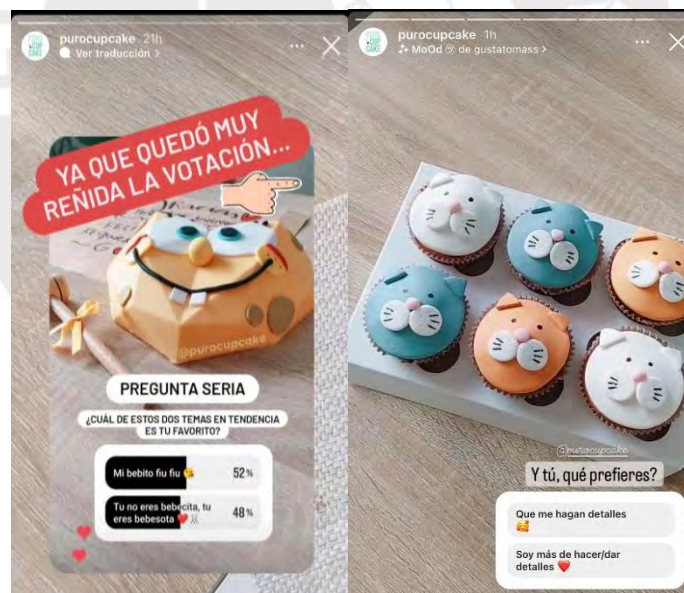 purocupcake 21h
Ver traducción >
YA QUE QUEDÓ MUY
REÑIDA LA VOTACIÓN...
@purocupcake
PREGUNTA SERIA
¿CUÁL DE ESTOS DOS TEMAS EN TENDENCIA
ES TU FAVORITO?
Mi bebito fiu fiu 😘 52%
Tu no eres bebecita, tu
eres bebesota ❤️ 48%
purocupcake 1h
MoOd de gustatomass >
@purocupcake
Y tú, qué prefieres?
Que me hagan detalles
🥰
Soy más de hacer/dar
detalles ❤️